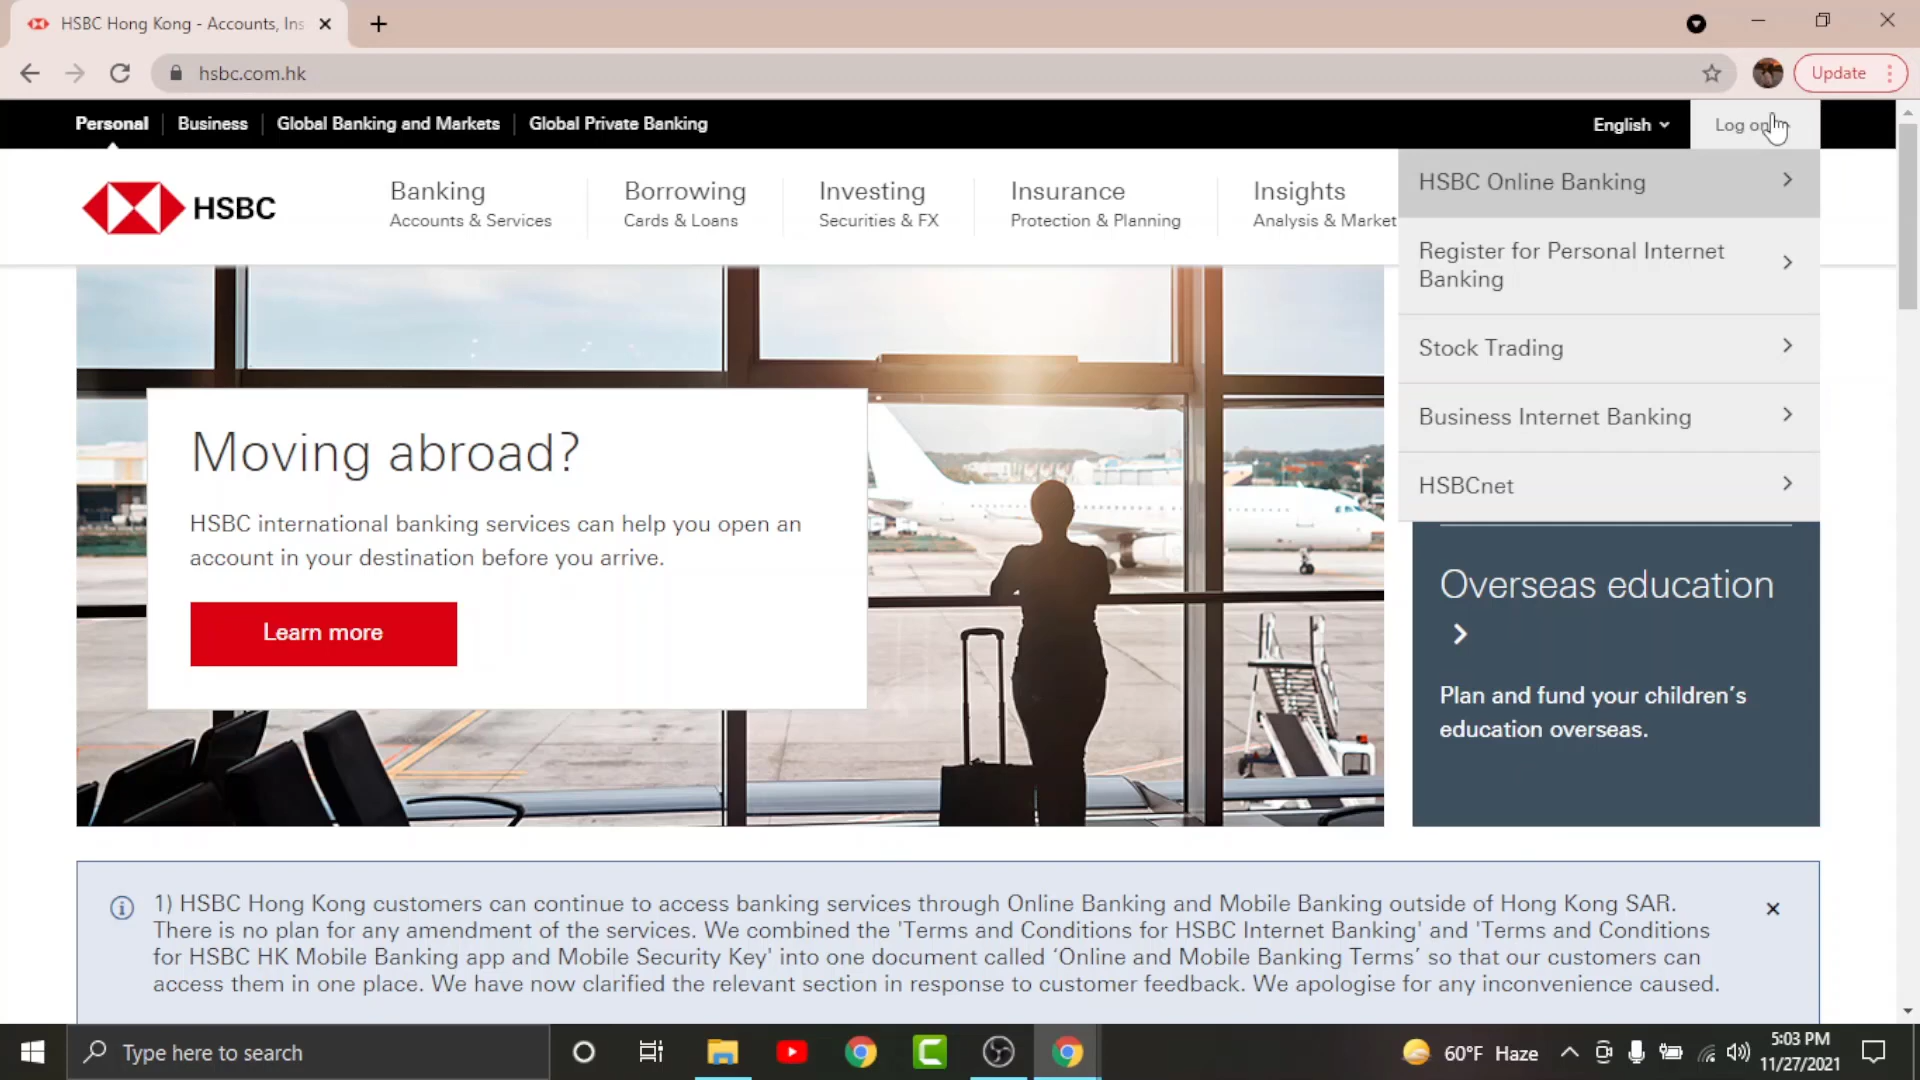 HSBC Hong Kong - Accounts, Ins
hsbc.com.hk
Update
Personal
Business
Global Banking and Markets
Global Private Banking
English
Log on
HSBC
Banking
Accounts & Services
Borrowing
Cards & Loans
Investing
Securities & FX
Insurance
Protection & Planning
Insights
Analysis & Market
HSBC Online Banking
Register for Personal Internet
Banking
Stock Trading
Business Internet Banking
HSBCnet
Moving abroad?
HSBC international banking services can help you open an
account in your destination before you arrive.
Learn more
Overseas education
Plan and fund your children's
education overseas.
1) HSBC Hong Kong customers can continue to access banking services through Online Banking and Mobile Banking outside of Hong Kong SAR.
There is no plan for any amendment of the services. We combined the 'Terms and Conditions for HSBC Internet Banking' and 'Terms and Conditions
for HSBC HK Mobile Banking app and Mobile Security Key' into one document called ‘Online and Mobile Banking Terms’ so that our customers can
access them in one place. We have now clarified the relevant section in response to customer feedback. We apologise for any inconvenience caused.
Type here to search
60°F Haze
5:03 PM
11/27/2021